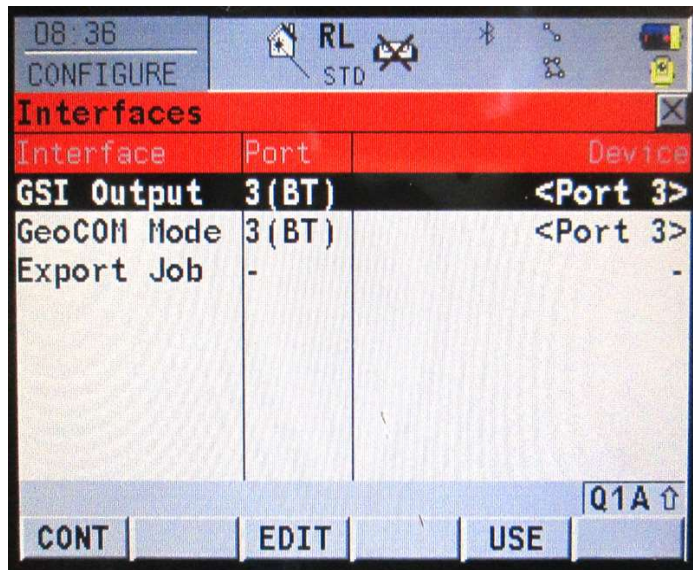 08:36
CONFIGURE
RL
STD
Interfaces
Interface Port Device
GSI Output 3(BT) <Port 3>
GeoCOM Mode 3(BT) <Port 3>
Export Job - -
Q1A ⇧
CONT EDIT USE